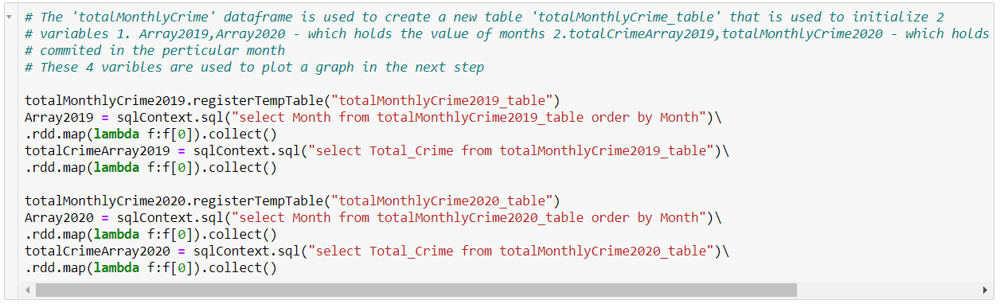 # The 'totalMonthlyCrime' dataframe is used to create a new table 'totalMonthlyCrime_table' that is used to initialize 2
# variables 1. Array2019,Array2020 - which holds the value of months 2.totalCrimeArray2019,totalMonthlyCrime2020 - which holds
# commited in the perticular month
# These 4 varibles are used to plot a graph in the next step
totalMonthlyCrime2019.registerTempTable("totalMonthlyCrime2019_table")
Array2019 = sqlContext.sql("select Month from totalMonthlyCrime2019_table order by Month")\
.rdd.map(lambda f:f[0]).collect()
totalCrimeArray2019 = sqlContext.sql("select Total_Crime from totalMonthlyCrime2019_table")\
.rdd.map(lambda f:f[0]).collect()
totalMonthlyCrime2020.registerTempTable("totalMonthlyCrime2020_table")
Array2020 = sqlContext.sql("select Month from totalMonthlyCrime2020_table order by Month")\
.rdd.map(lambda f:f[0]).collect()
totalCrimeArray2020 = sqlContext.sql("select Total_Crime from totalMonthlyCrime2020_table")\
.rdd.map(lambda f:f[0]).collect()